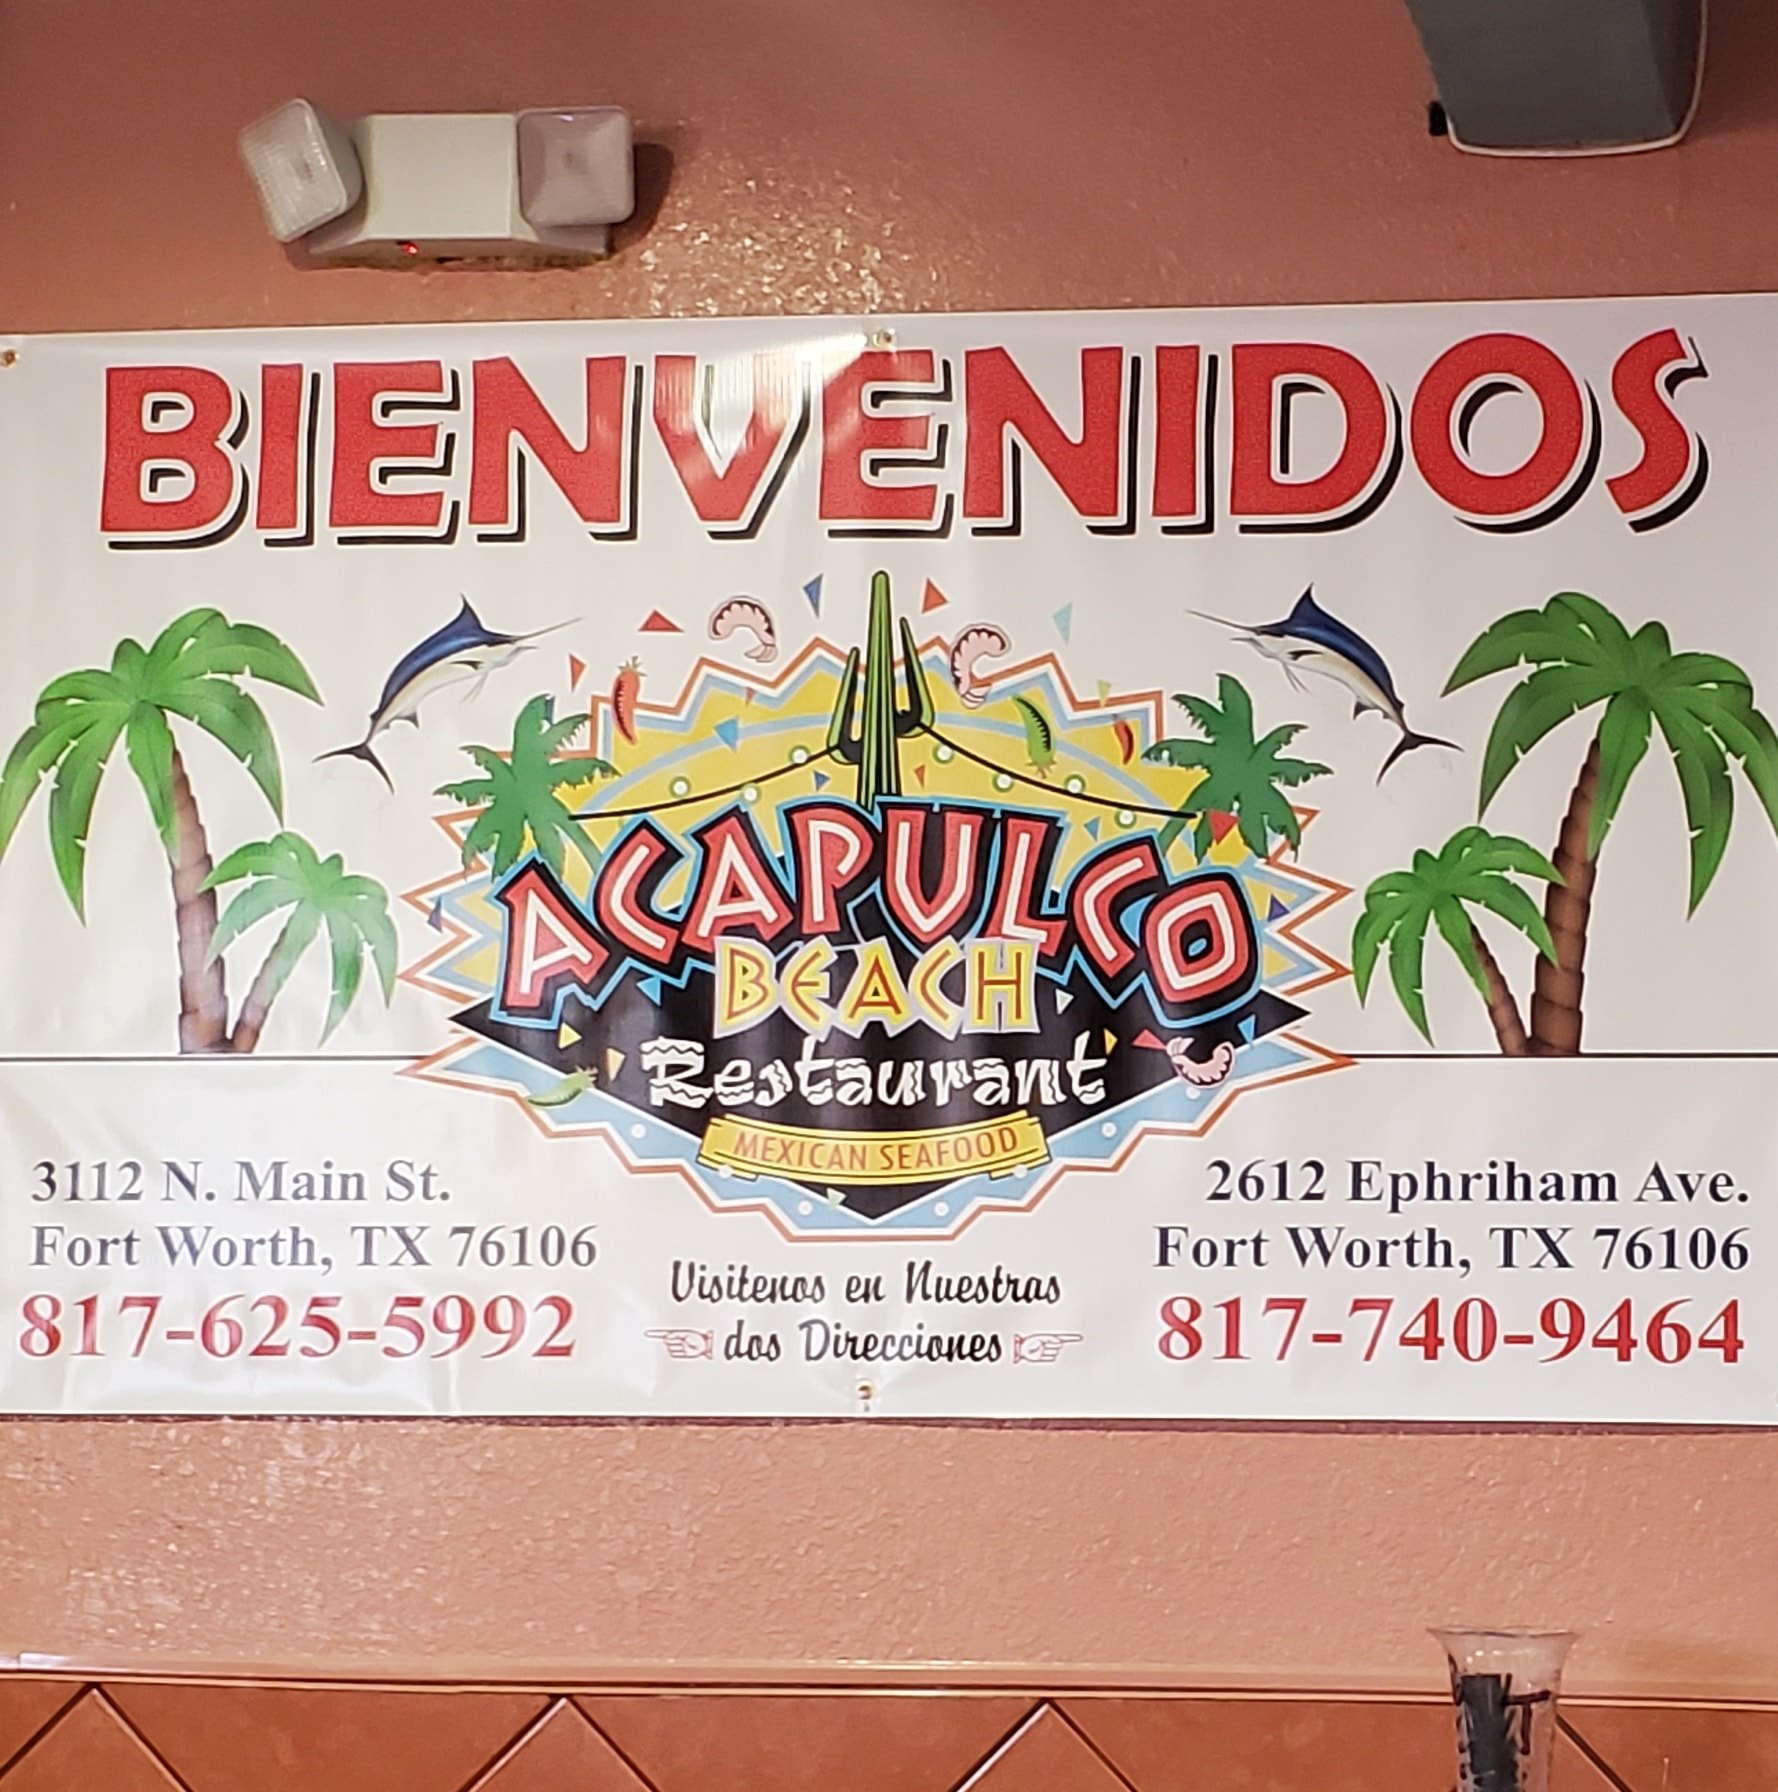 BIENVENIDOS
ACAPULCO
BEACH
Restaurant
MEXICAN SEAFOOD
3112 N. Main St.
Fort Worth, TX 76106
817-625-5992
Visitenos en Nuestras
dos Direcciones
2612 Ephriham Ave.
Fort Worth, TX 76106
817-740-9464